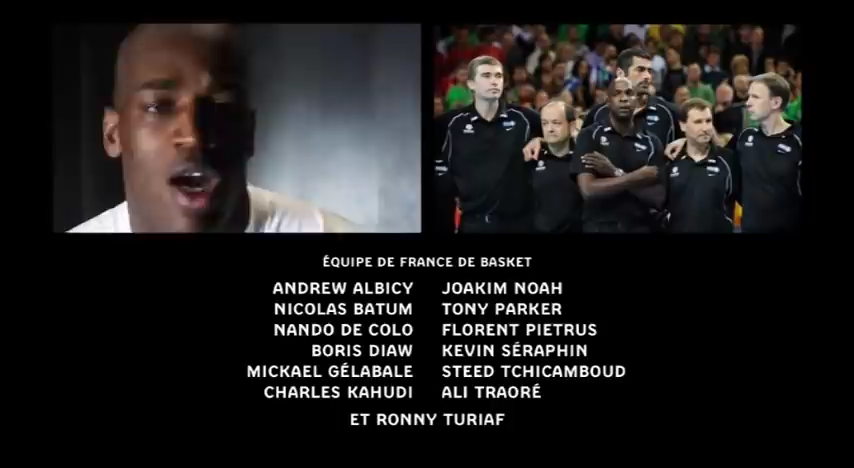 ÉQUIPE DE FRANCE DE BASKET
ANDREW ALBICY JOAKIM NOAH
NICOLAS BATUM TONY PARKER
NANDO DE COLO FLORENT PIETRUS
BORIS DIAW KEVIN SÉRAPHIN
MICKAEL GÉLABALE STEED TCHICAMBOUD
CHARLES KAHUDI ALI TRAORÉ
ET RONNY TURIAF